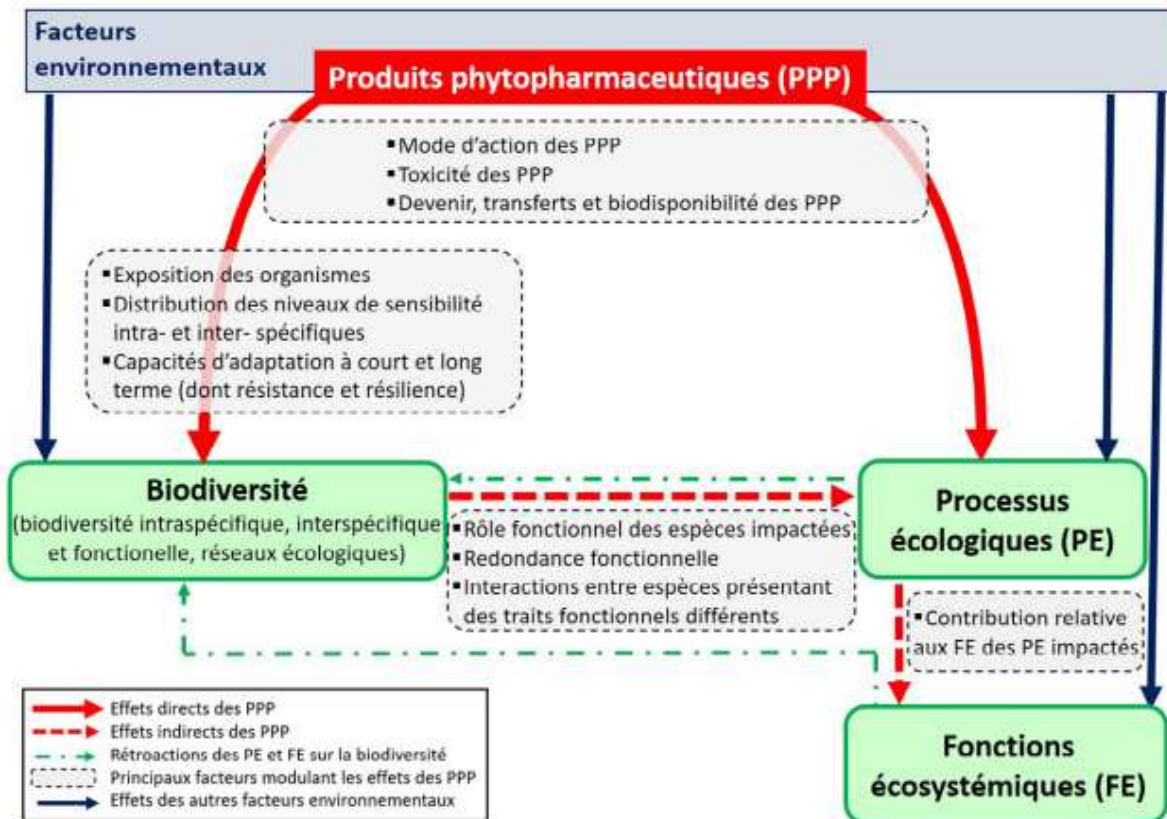 Facteurs
environnementaux
Produits phytopharmaceutiques (PPP)
▪Mode d'action des PPP
▪Toxicité des PPP
▪Devenir, transferts et biodisponibilité des PPP
▪Exposition des organismes
▪Distribution des niveaux de sensibilité
intra- et inter- spécifiques
▪Capacités d'adaptation à court et long
terme (dont résistance et résilience)
Biodiversité
(biodiversité intraspécifique, interspécifique
et fonctionelle, réseaux écologiques)
▪Rôle fonctionnel des espèces impactées
▪Redondance fonctionnelle
▪Interactions entre espèces présentant
des traits fonctionnels différents
Processus
écologiques (PE)
▪Contribution relative
aux FE des PE impactés
Fonctions
écosystémiques (FE)
Effets directs des PPP
Effets indirects des PPP
Rétroactions des PE et FE sur la biodiversité
Principaux facteurs modulant les effets des PPP
Effets des autres facteurs environnementaux